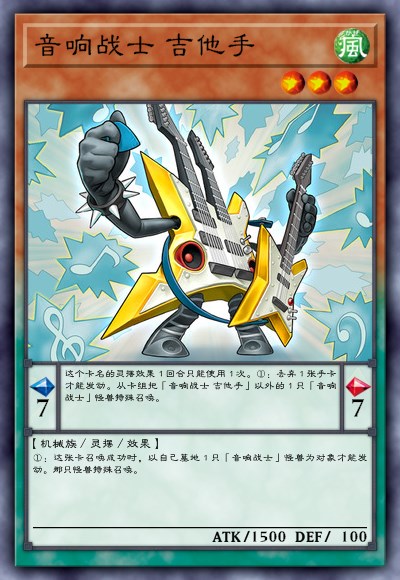 音响战士 吉他手
風
这个卡名的灵摆效果1回合只能使用1次。①：丢弃1张手卡
才能发动。从卡组把「音响战士 吉他手」以外的1只「音响
战士」怪兽特殊召唤。
7
7
【机械族/灵摆/效果】
①：这张卡召唤成功时，以自己墓地1只「音响战士」怪兽为对象才能发
动。那只怪兽特殊召唤。
ATK/1500 DEF/ 100